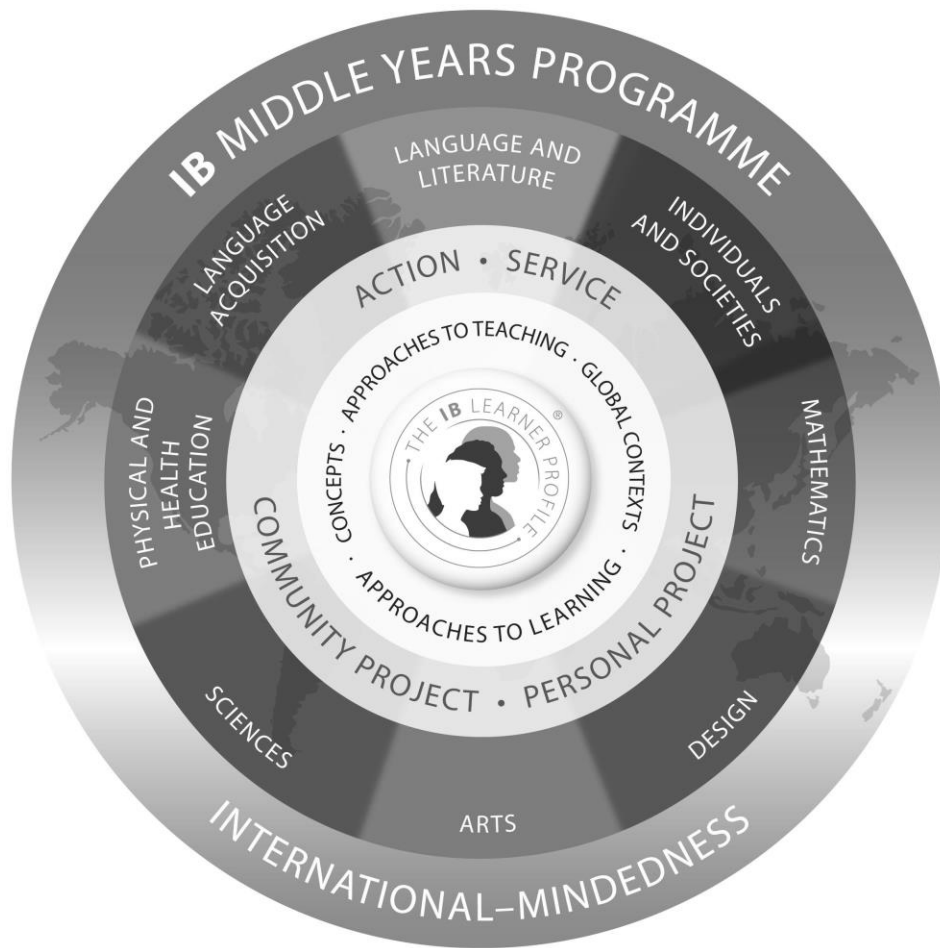 IB MIDDLE YEARS PROGRAMME
LANGUAGE AND
LITERATURE
INDIVIDUALS
AND SOCIETIES
MATHEMATICS
DESIGN
ARTS
SCIENCES
PHYSICAL AND
HEALTH
EDUCATION
LANGUAGE
ACQUISITION
ACTION • SERVICE
PERSONAL PROJECT
• COMMUNITY PROJECT
APPROACHES TO TEACHING •
GLOBAL CONTEXTS •
APPROACHES TO LEARNING •
CONCEPTS •
• THE IB LEARNER PROFILE • ®
INTERNATIONAL–MINDEDNESS